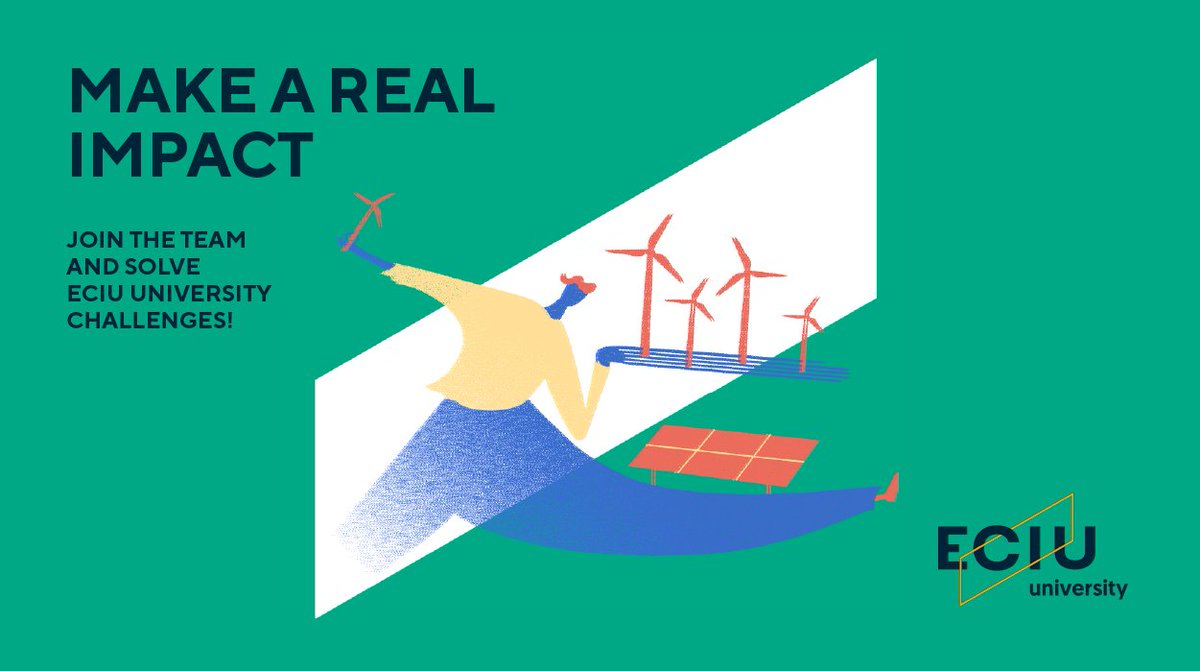 MAKE A REAL
IMPACT
JOIN THE TEAM
AND SOLVE
ECIU UNIVERSITY
CHALLENGES!
ECIU
university